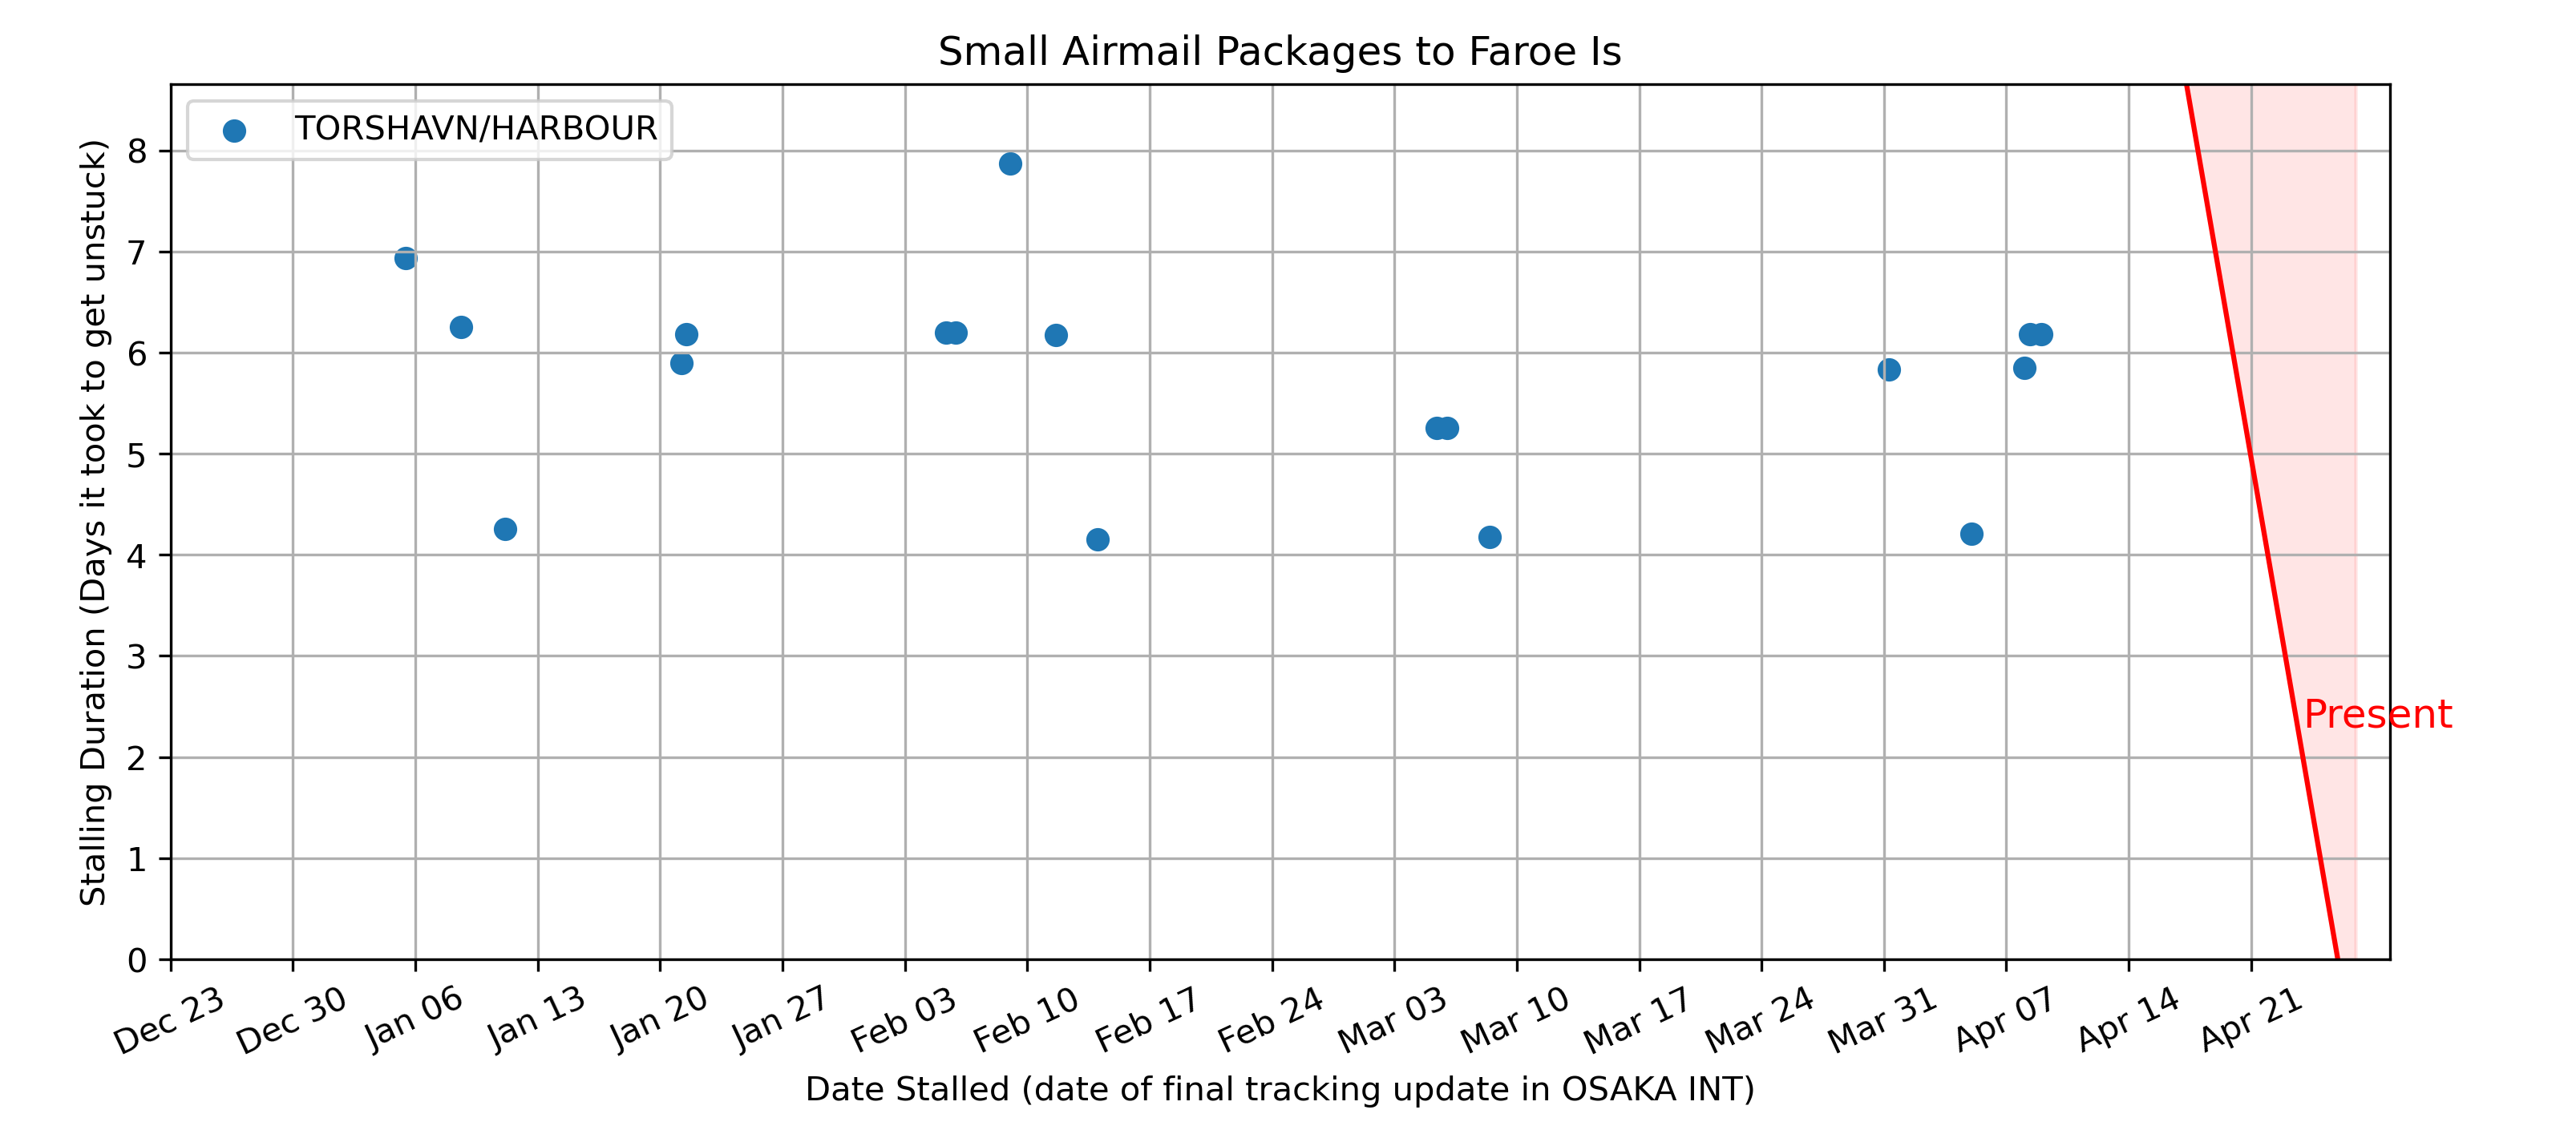 Small Airmail Packages to Faroe Is
TORSHAVN/HARBOUR
Stalling Duration (Days it took to get unstuck)
8
7
6
5
4
3
2
1
0
Present
Dec 23
Dec 30
Jan 06
Jan 13
Jan 20
Jan 27
Feb 03
Feb 10
Feb 17
Feb 24
Mar 03
Mar 10
Mar 17
Mar 24
Mar 31
Apr 07
Apr 14
Apr 21
Date Stalled (date of final tracking update in OSAKA INT)